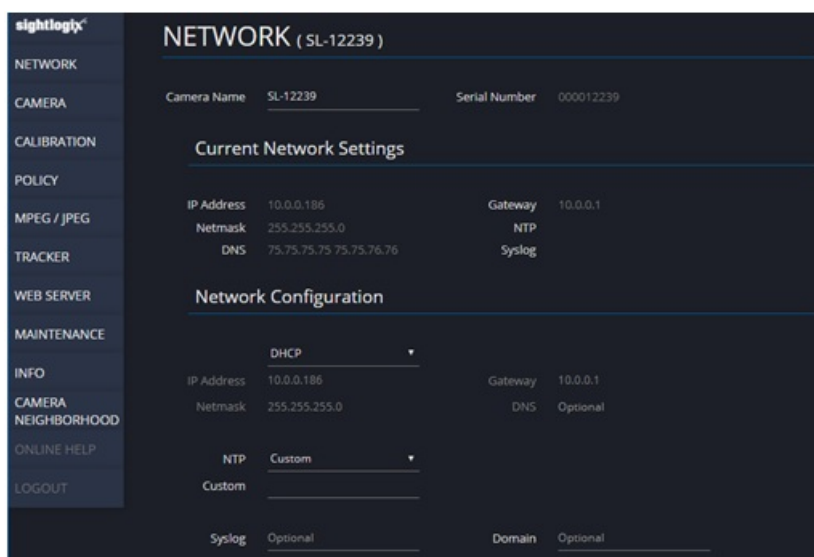 sightlogix
NETWORK
CAMERA
CALIBRATION
POLICY
MPEG / JPEG
TRACKER
WEB SERVER
MAINTENANCE
INFO
CAMERA
NEIGHBORHOOD
ONLINE HELP
LOGOUT
NETWORK ( SL-12239 )
Camera Name SL-12239 Serial Number 000012239
Current Network Settings
IP Address 10.0.0.186 Gateway 10.0.0.1
Netmask 255.255.255.0 NTP
DNS 75.75.75.75 75.75.76.76 Syslog
Network Configuration
DHCP
IP Address 10.0.0.186 Gateway 10.0.0.1
Netmask 255.255.255.0 DNS Optional
NTP Custom
Custom
Syslog Optional Domain Optional